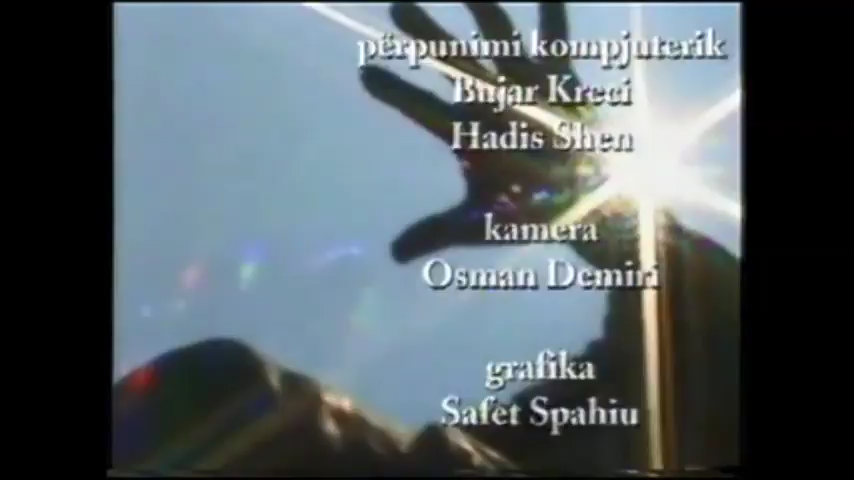 përpunimi kompjuterik
Bujar Kreci
Hadis Shen
kamera
Osman Demiri
grafika
Safet Spahiu